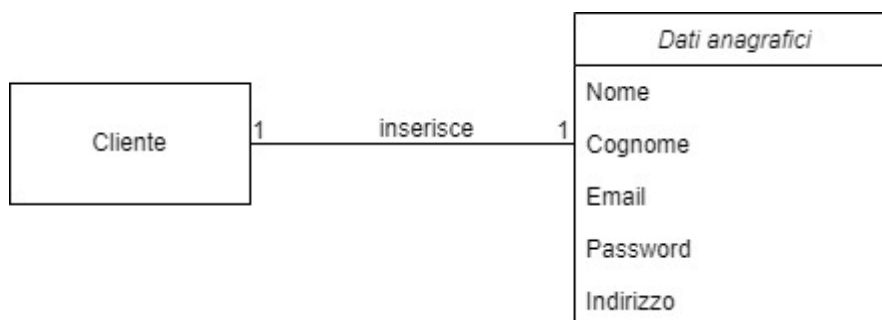 Dati anagrafici
Nome
Cliente
1 inserisce 1
Cognome
Email
Password
Indirizzo